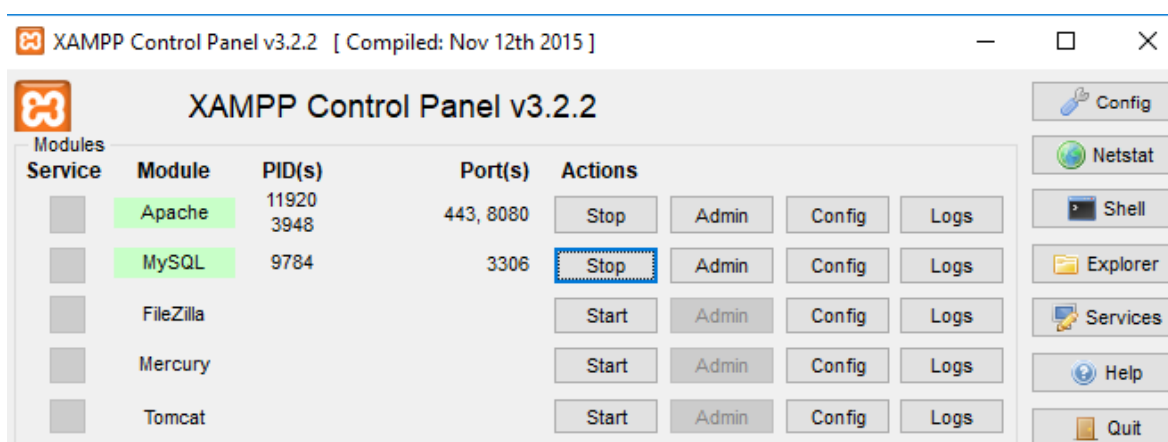 XAMPP Control Panel v3.2.2 [ Compiled: Nov 12th 2015 ]
XAMPP Control Panel v3.2.2
Modules
Service Module PID(s) Port(s) Actions
Apache 11920 3948 443, 8080 Stop Admin Config Logs
MySQL 9784 3306 Stop Admin Config Logs
FileZilla Start Admin Config Logs
Mercury Start Admin Config Logs
Tomcat Start Admin Config Logs
Config
Netstat
Shell
Explorer
Services
Help
Quit